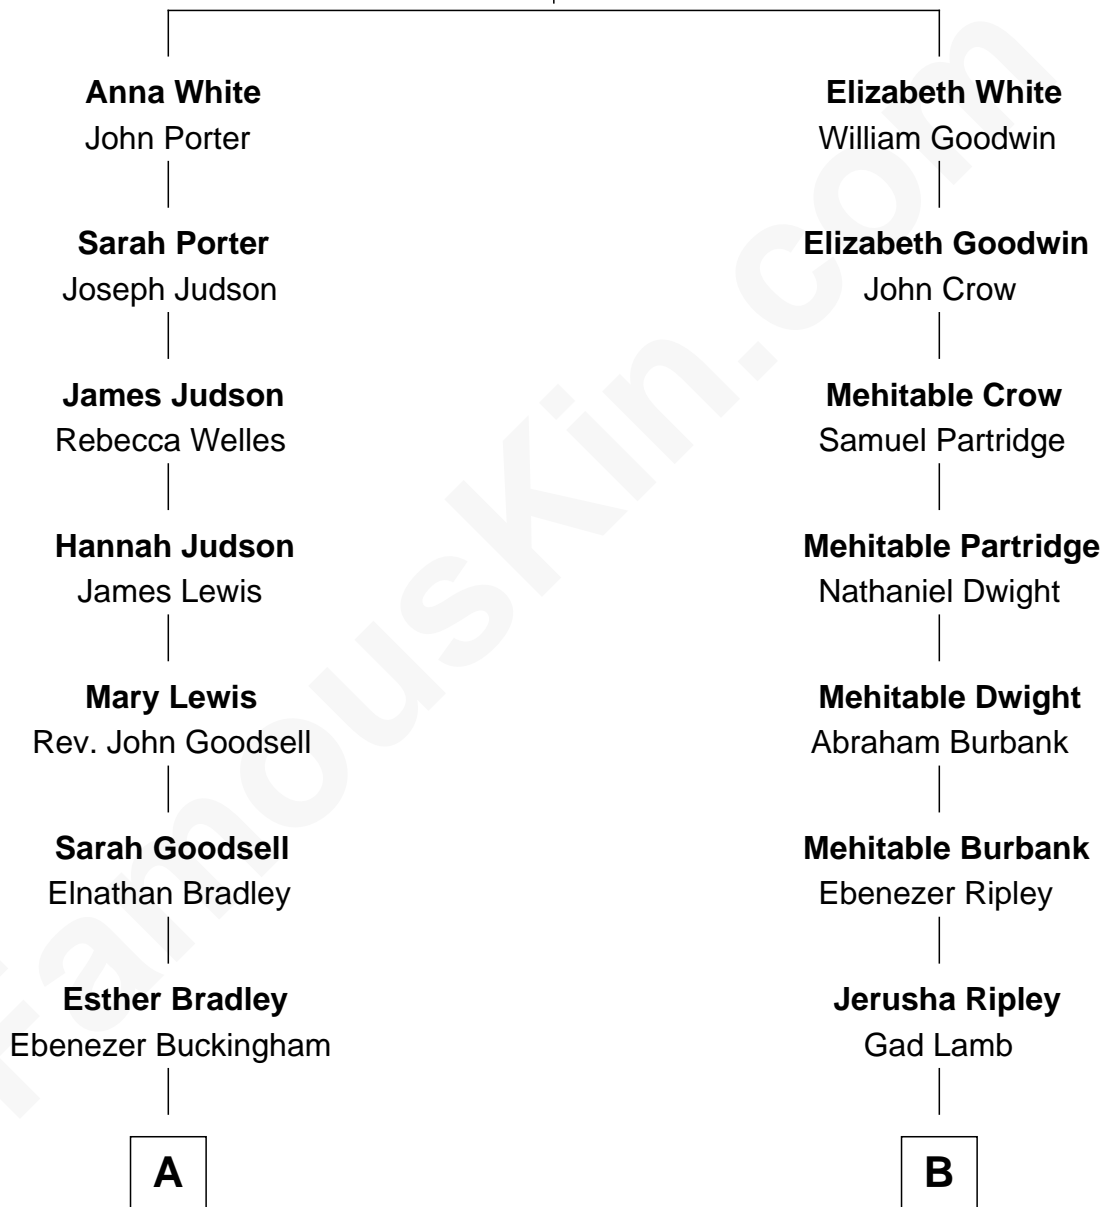 Anna White
John Porter
Sarah Porter
Joseph Judson
James Judson
Rebecca Welles
Hannah Judson
James Lewis
Mary Lewis
Rev. John Goodsell
Sarah Goodsell
Elnathan Bradley
Esther Bradley
Ebenezer Buckingham
A
Elizabeth White
William Goodwin
Elizabeth Goodwin
John Crow
Mehitable Crow
Samuel Partridge
Mehitable Partridge
Nathaniel Dwight
Mehitable Dwight
Abraham Burbank
Mehitable Burbank
Ebenezer Ripley
Jerusha Ripley
Gad Lamb
B
FamousKin.com